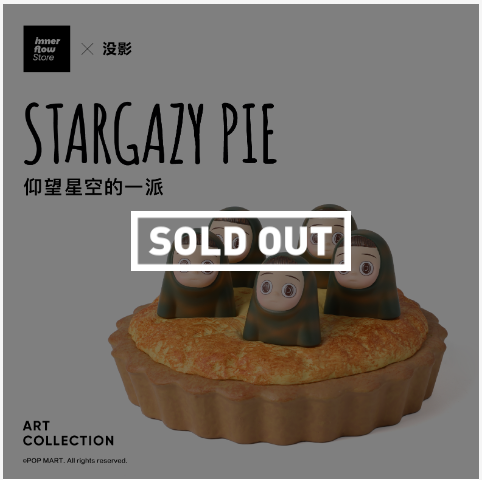 inner
flow
Store
× 没影
STARGAZY PIE
仰望星空的一派
SOLD OUT
ART
COLLECTION
©POP MART. All rights reserved.